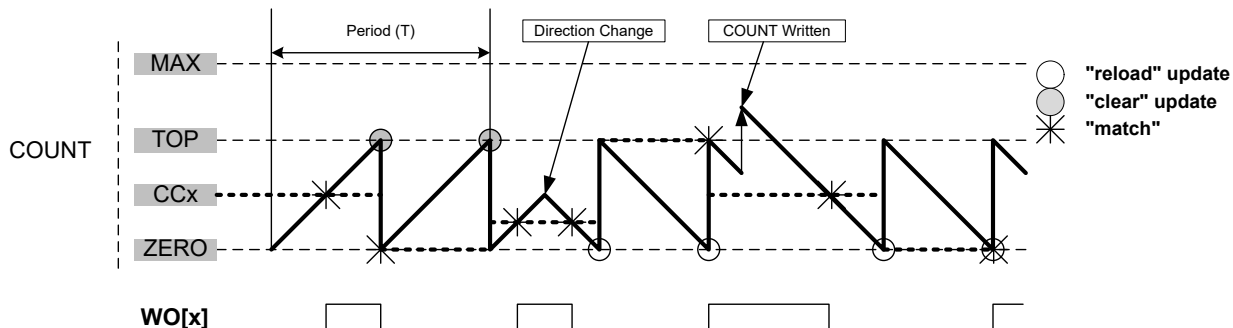 Period (T)
Direction Change
COUNT Written
MAX
"reload" update
"clear" update
TOP
"match"
COUNT
CCx
ZERO
WO[x]